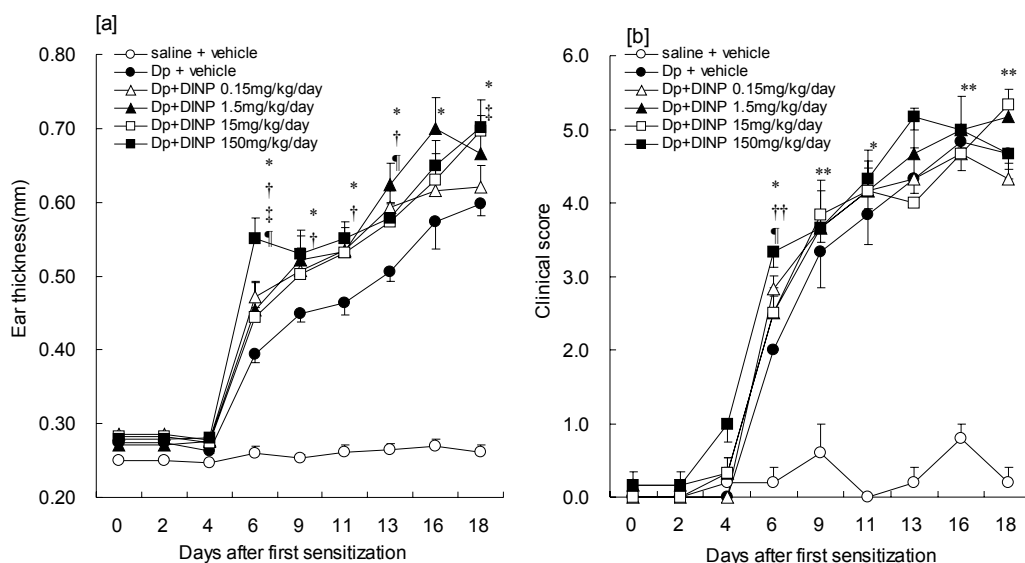 [a]
saline + vehicle
Dp + vehicle
Dp+DINP 0.15mg/kg/day
Dp+DINP 1.5mg/kg/day
Dp+DINP 15mg/kg/day
Dp+DINP 150mg/kg/day
Ear thickness(mm)
0.80
0.70
0.60
0.50
0.40
0.30
0.20
*
†
‡
¶
*
†
*
†
*
†
¶
*
*
‡
0 2 4 6 9 11 13 16 18
Days after first sensitization
[b]
saline + vehicle
Dp + vehicle
Dp+DINP 0.15mg/kg/day
Dp+DINP 1.5mg/kg/day
Dp+DINP 15mg/kg/day
Dp+DINP 150mg/kg/day
Clinical score
6.0
5.0
4.0
3.0
2.0
1.0
0.0
*
††
¶
**
*
**
**
0 2 4 6 9 11 13 16 18
Days after first sensitization